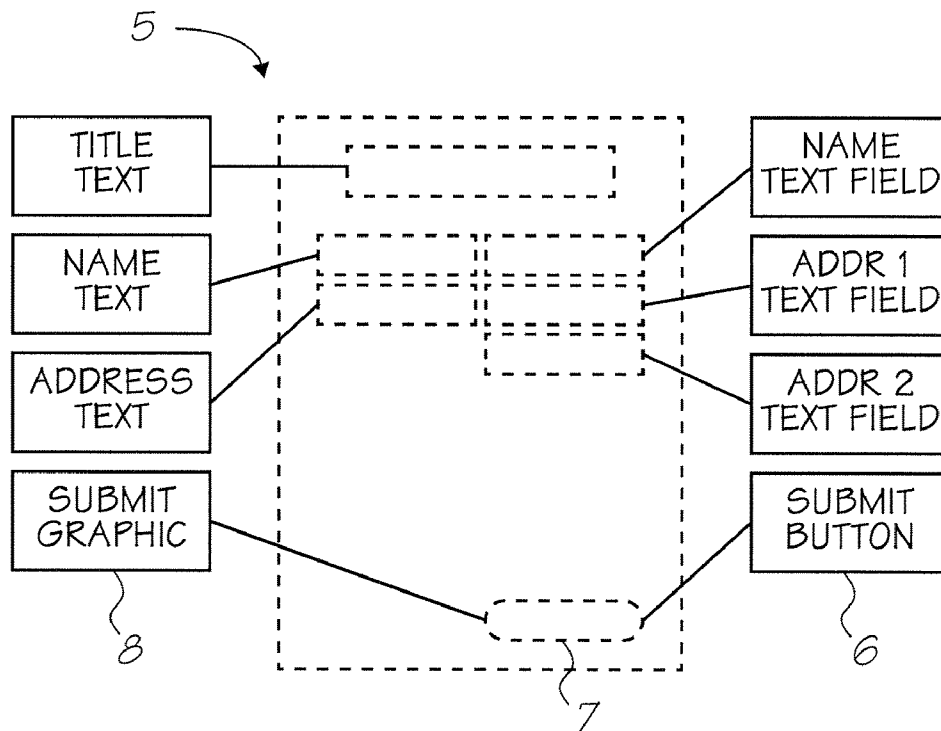 5
TITLE
TEXT
NAME
TEXT FIELD
NAME
TEXT
ADDR 1
TEXT FIELD
ADDRESS
TEXT
ADDR 2
TEXT FIELD
SUBMIT
GRAPHIC
SUBMIT
BUTTON
8
7
6